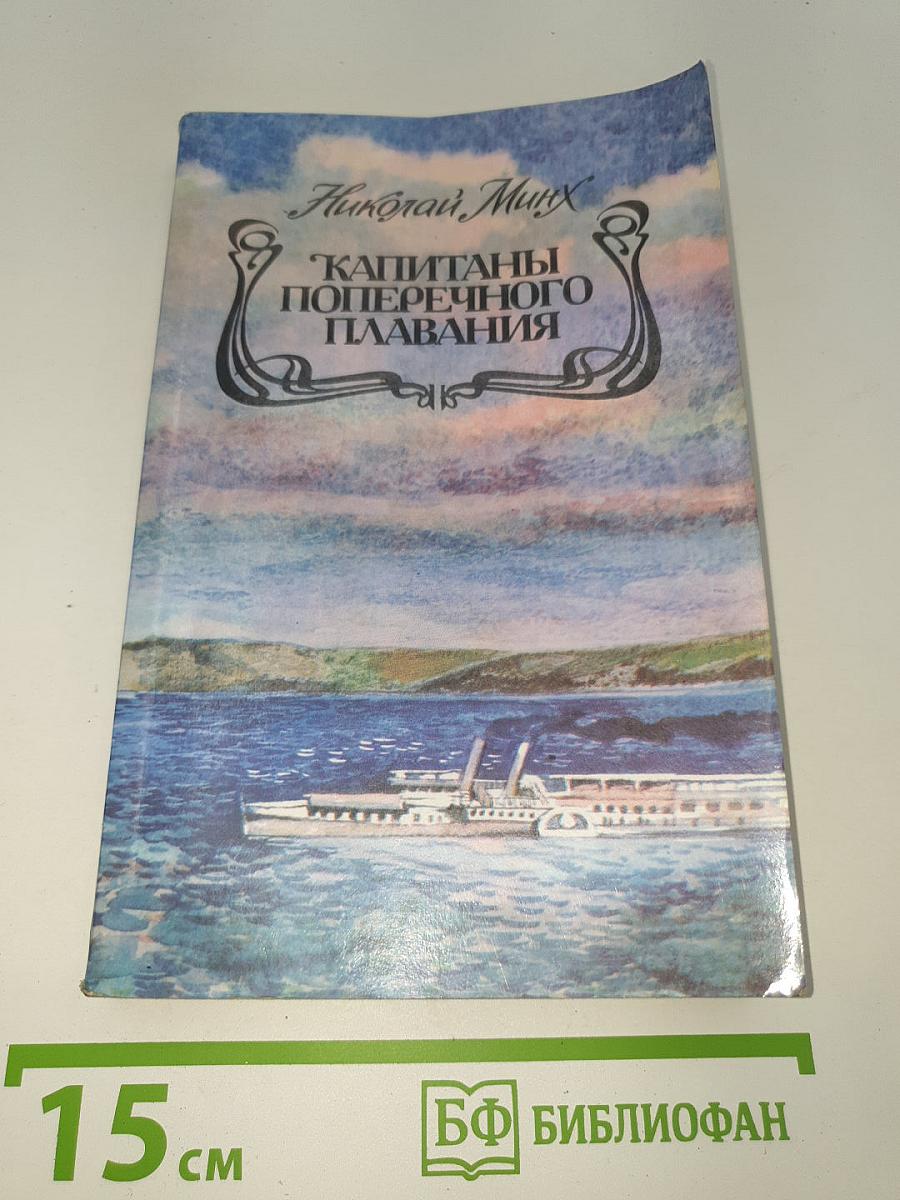 Николай Минх
КАПИТАНЫ
ПОПЕРЕЧНОГО
ПЛАВАНИЯ
15 см
БФ БИБЛИОФАН